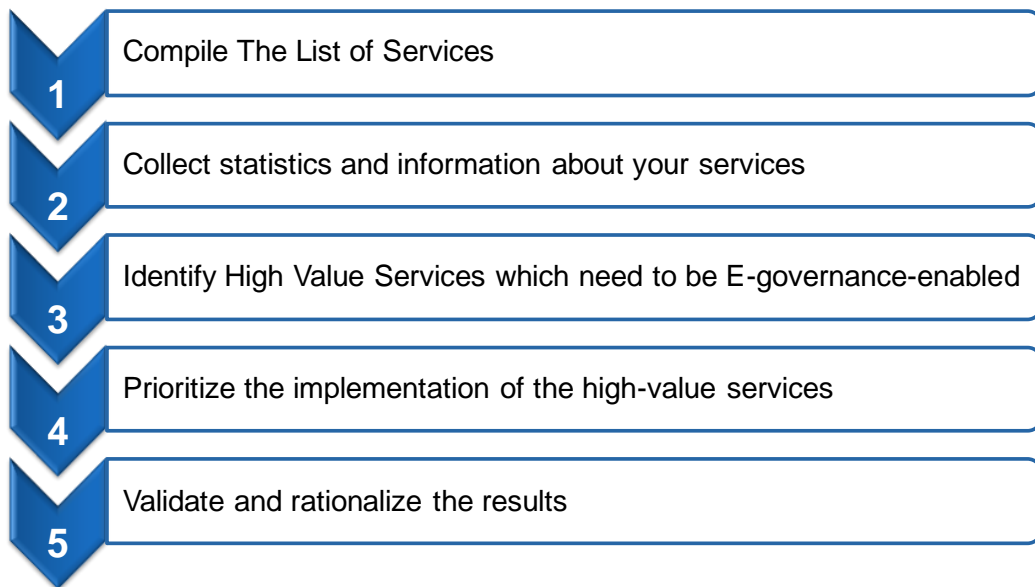 1
Compile The List of Services
2
Collect statistics and information about your services
3
Identify High Value Services which need to be E-governance-enabled
4
Prioritize the implementation of the high-value services
5
Validate and rationalize the results